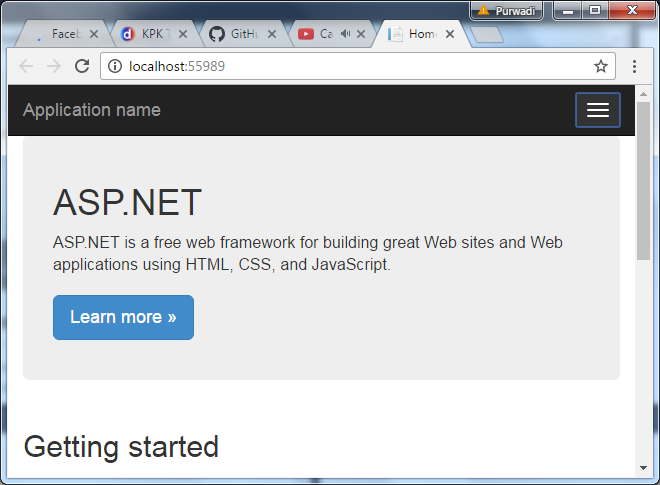 Purwadi
Faceb
KPK T
GitHu
Ca
Home
localhost:55989
Application name
ASP.NET
ASP.NET is a free web framework for building great Web sites and Web
applications using HTML, CSS, and JavaScript.
Learn more »
Getting started